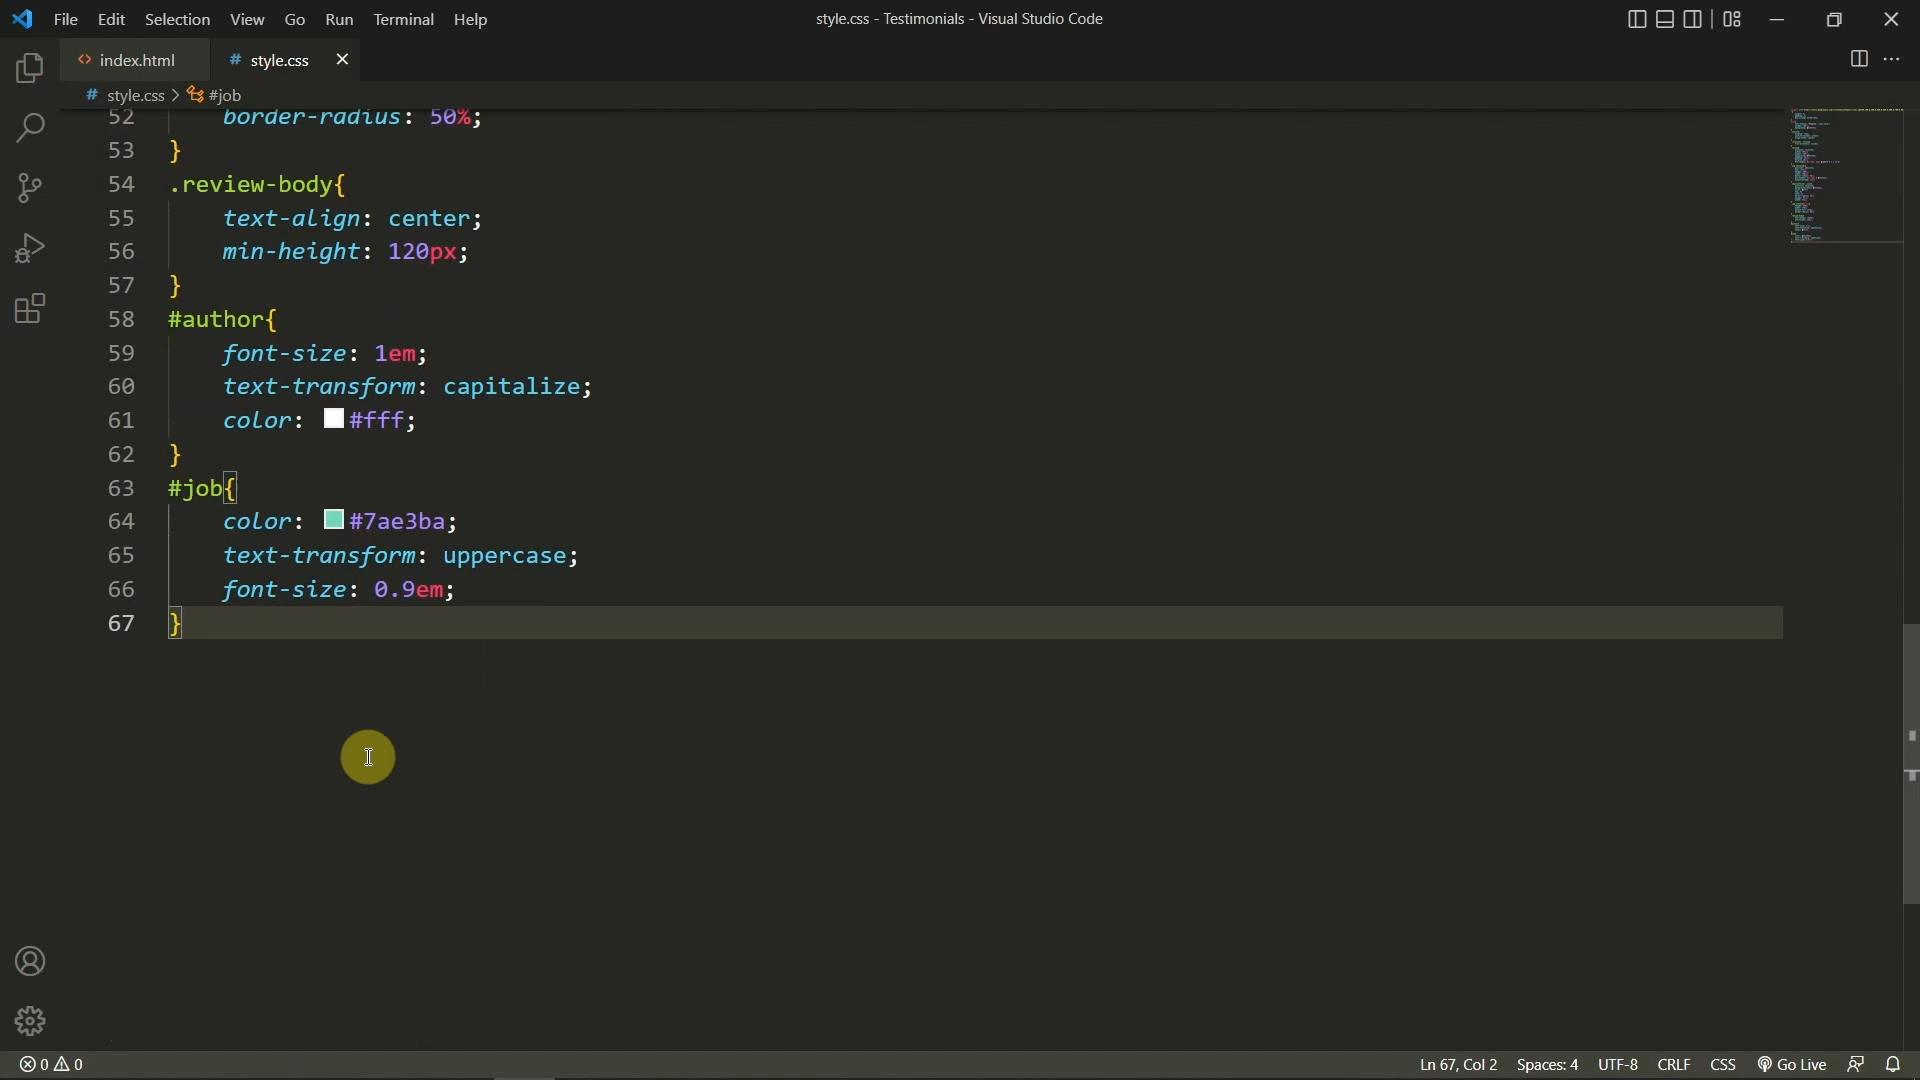 File Edit Selection View Go Run Terminal Help
style.css - Testimonials - Visual Studio Code
<> index.html
# style.css
# style.css > #job
52 border-radius: 50%;
53 }
54 .review-body{
55 text-align: center;
56 min-height: 120px;
57 }
58 #author{
59 font-size: 1em;
60 text-transform: capitalize;
61 color: #fff;
62 }
63 #job{
64 color: #7ae3ba;
65 text-transform: uppercase;
66 font-size: 0.9em;
67 }
0 0
Ln 67, Col 2 Spaces: 4 UTF-8 CRLF CSS Go Live